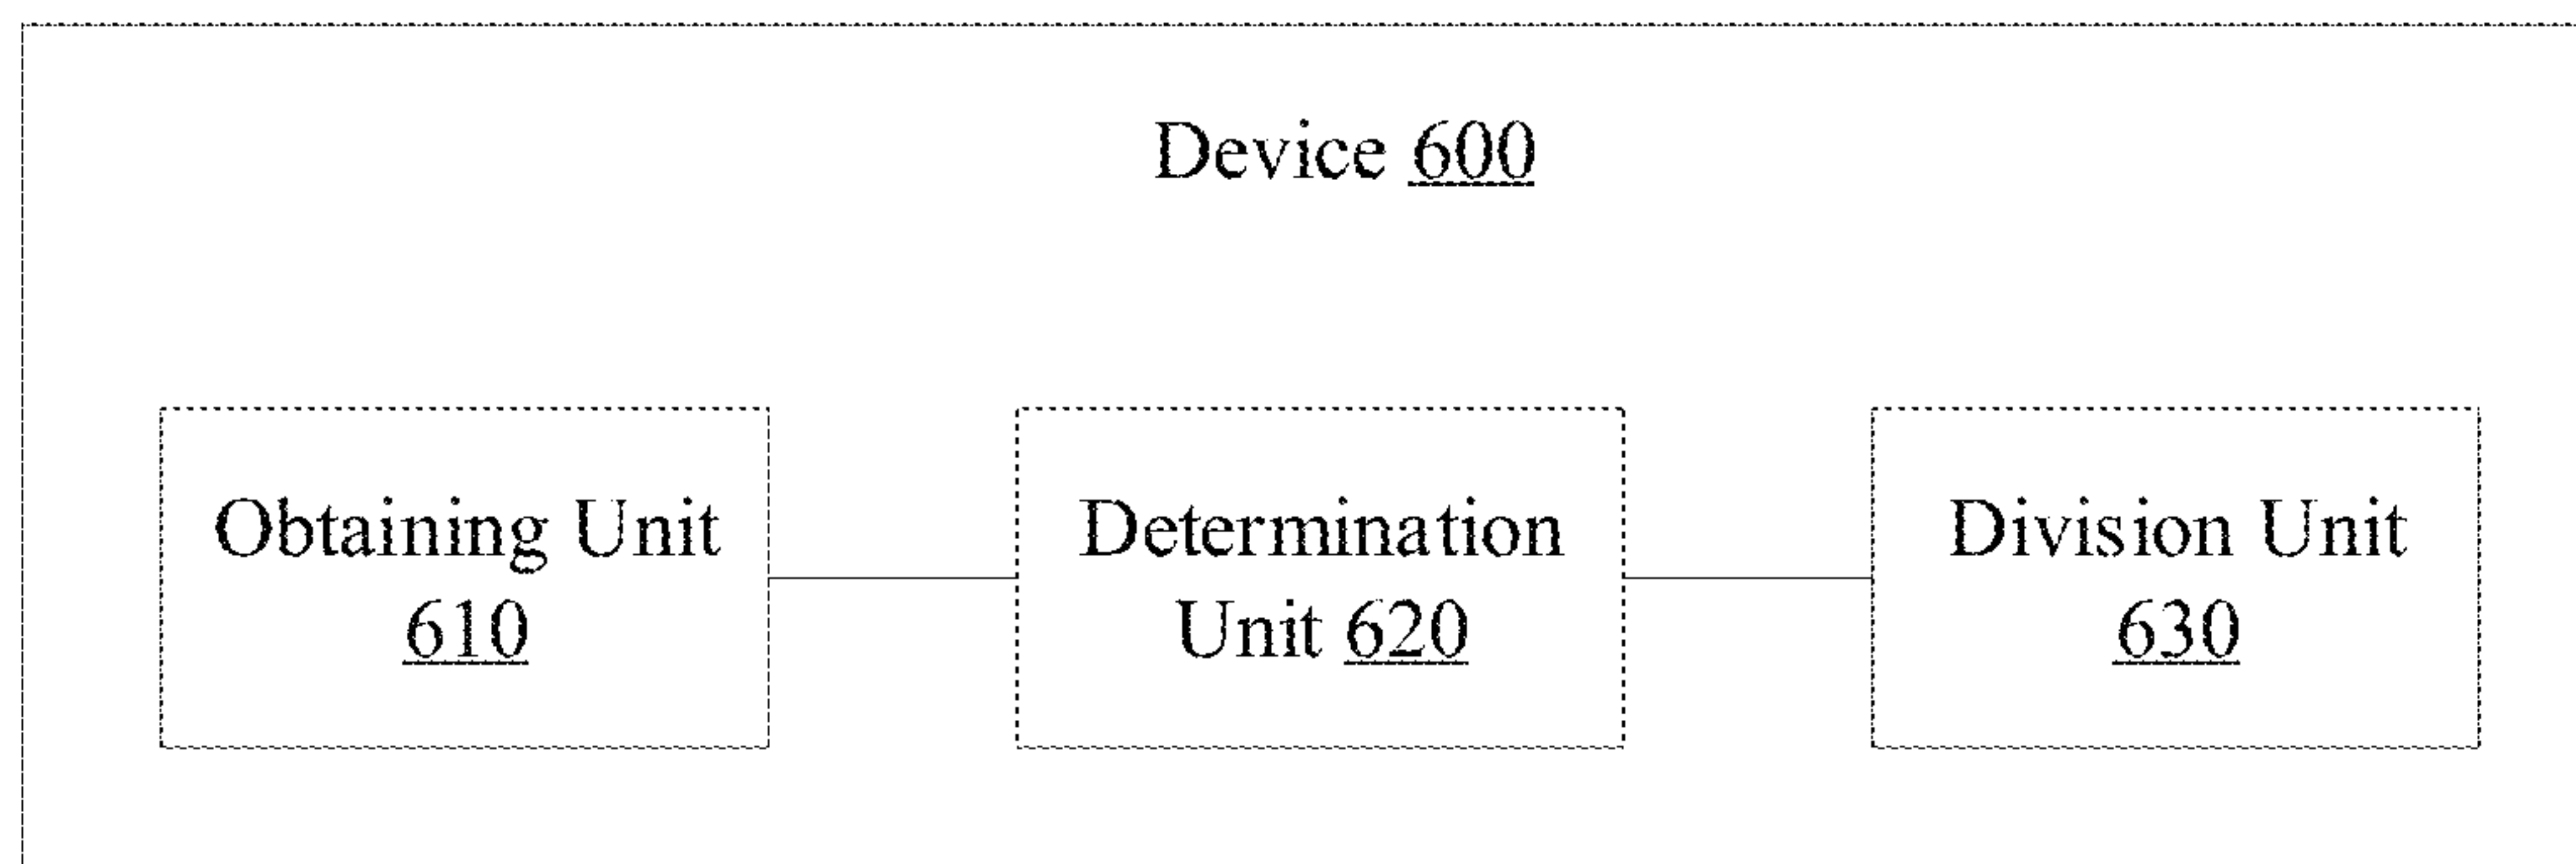 Device 600
Obtaining Unit
610
Determination
Unit 620
Division Unit
630